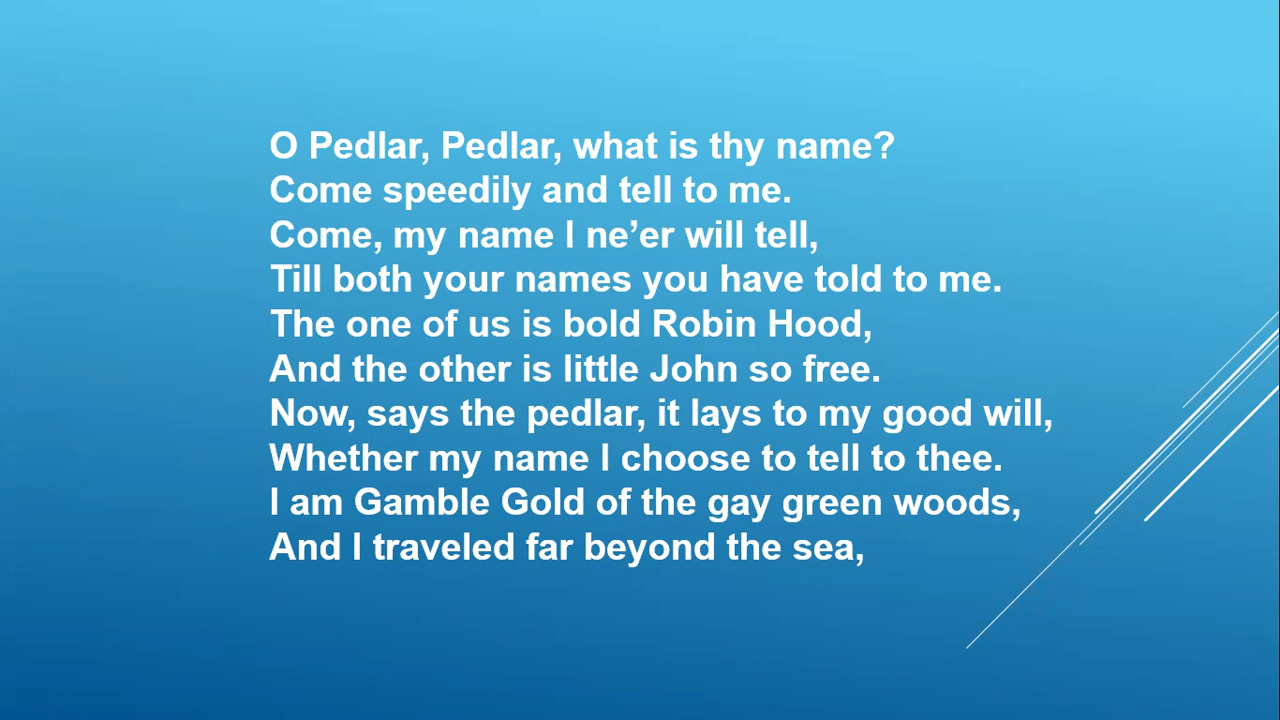 O Pedlar, Pedlar, what is thy name?
Come speedily and tell to me.
Come, my name I ne’er will tell,
Till both your names you have told to me.
The one of us is bold Robin Hood,
And the other is little John so free.
Now, says the pedlar, it lays to my good will,
Whether my name I choose to tell to thee.
I am Gamble Gold of the gay green woods,
And I traveled far beyond the sea,